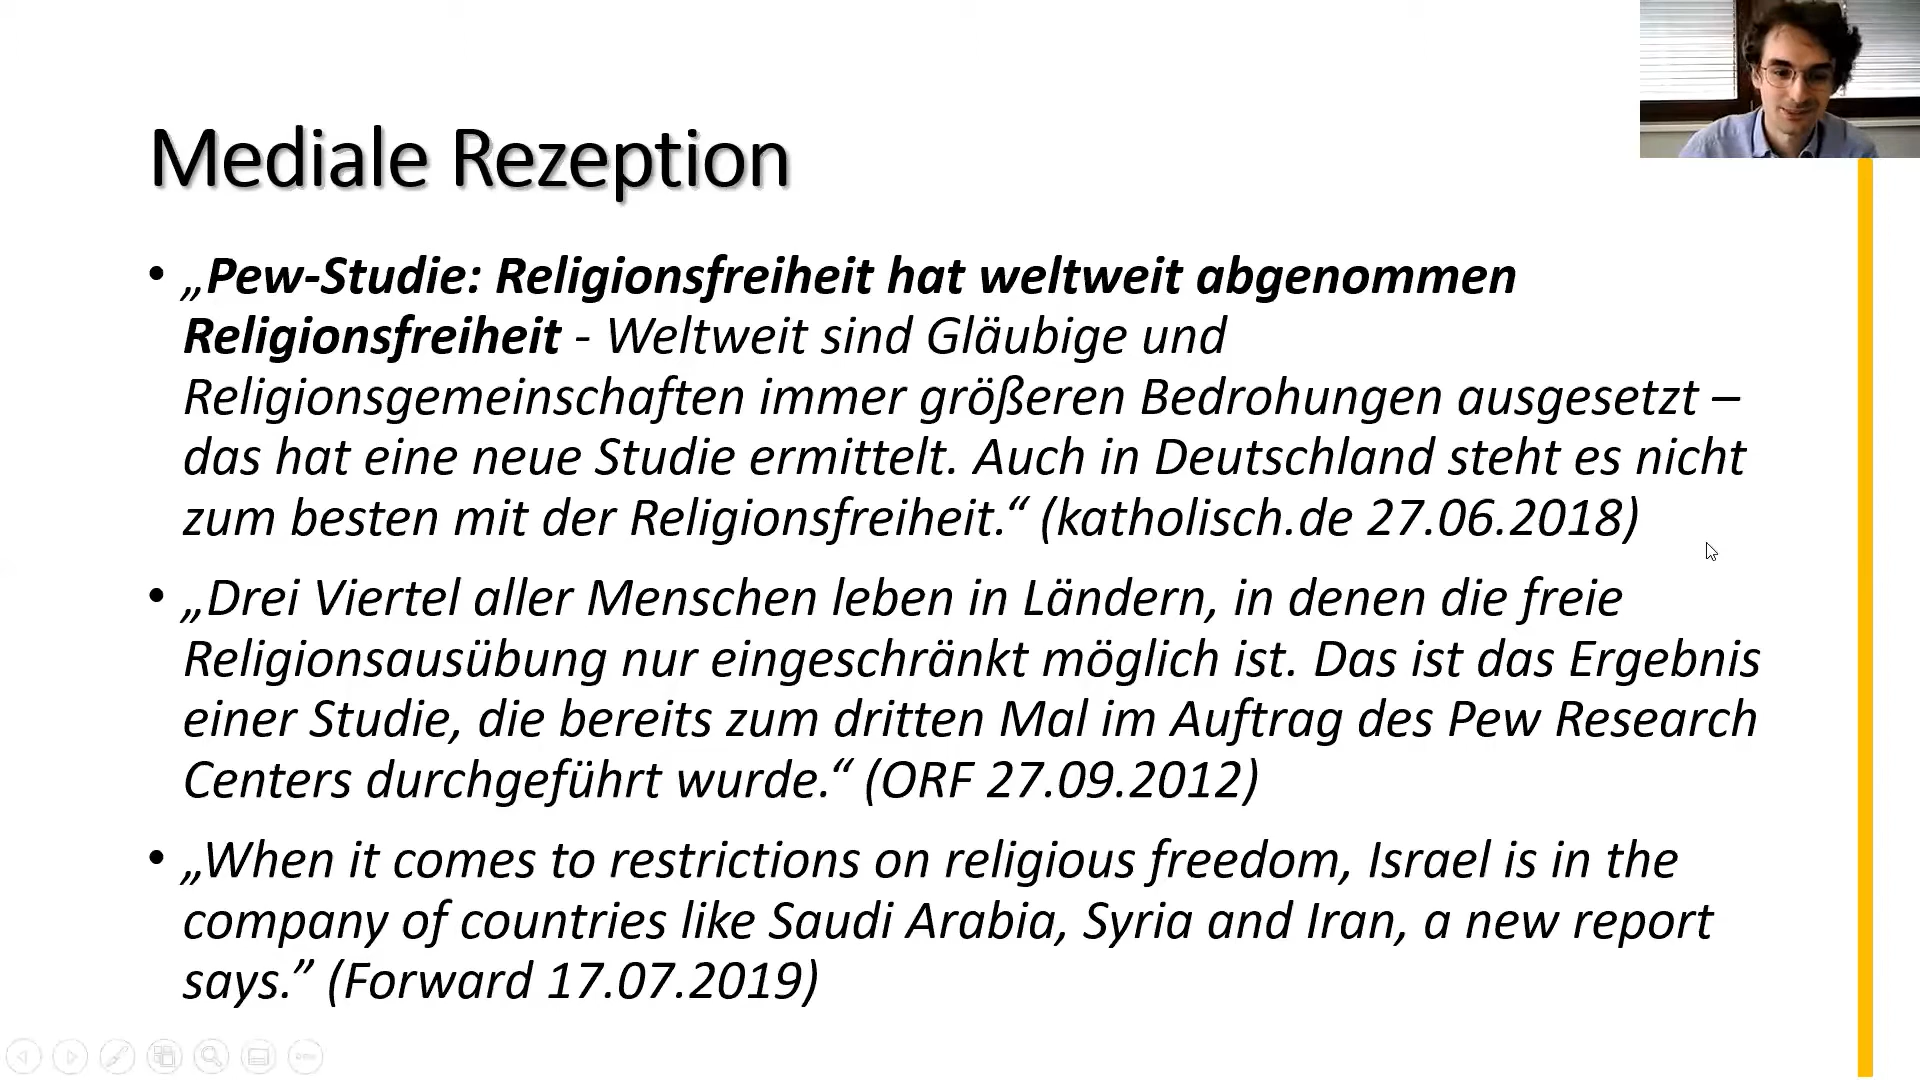 Mediale Rezeption
• „Pew-Studie: Religionsfreiheit hat weltweit abgenommen
Religionsfreiheit - Weltweit sind Gläubige und
Religionsgemeinschaften immer größeren Bedrohungen ausgesetzt –
das hat eine neue Studie ermittelt. Auch in Deutschland steht es nicht
zum besten mit der Religionsfreiheit.“ (katholisch.de 27.06.2018)
• „Drei Viertel aller Menschen leben in Ländern, in denen die freie
Religionsausübung nur eingeschränkt möglich ist. Das ist das Ergebnis
einer Studie, die bereits zum dritten Mal im Auftrag des Pew Research
Centers durchgeführt wurde.“ (ORF 27.09.2012)
• „When it comes to restrictions on religious freedom, Israel is in the
company of countries like Saudi Arabia, Syria and Iran, a new report
says.” (Forward 17.07.2019)